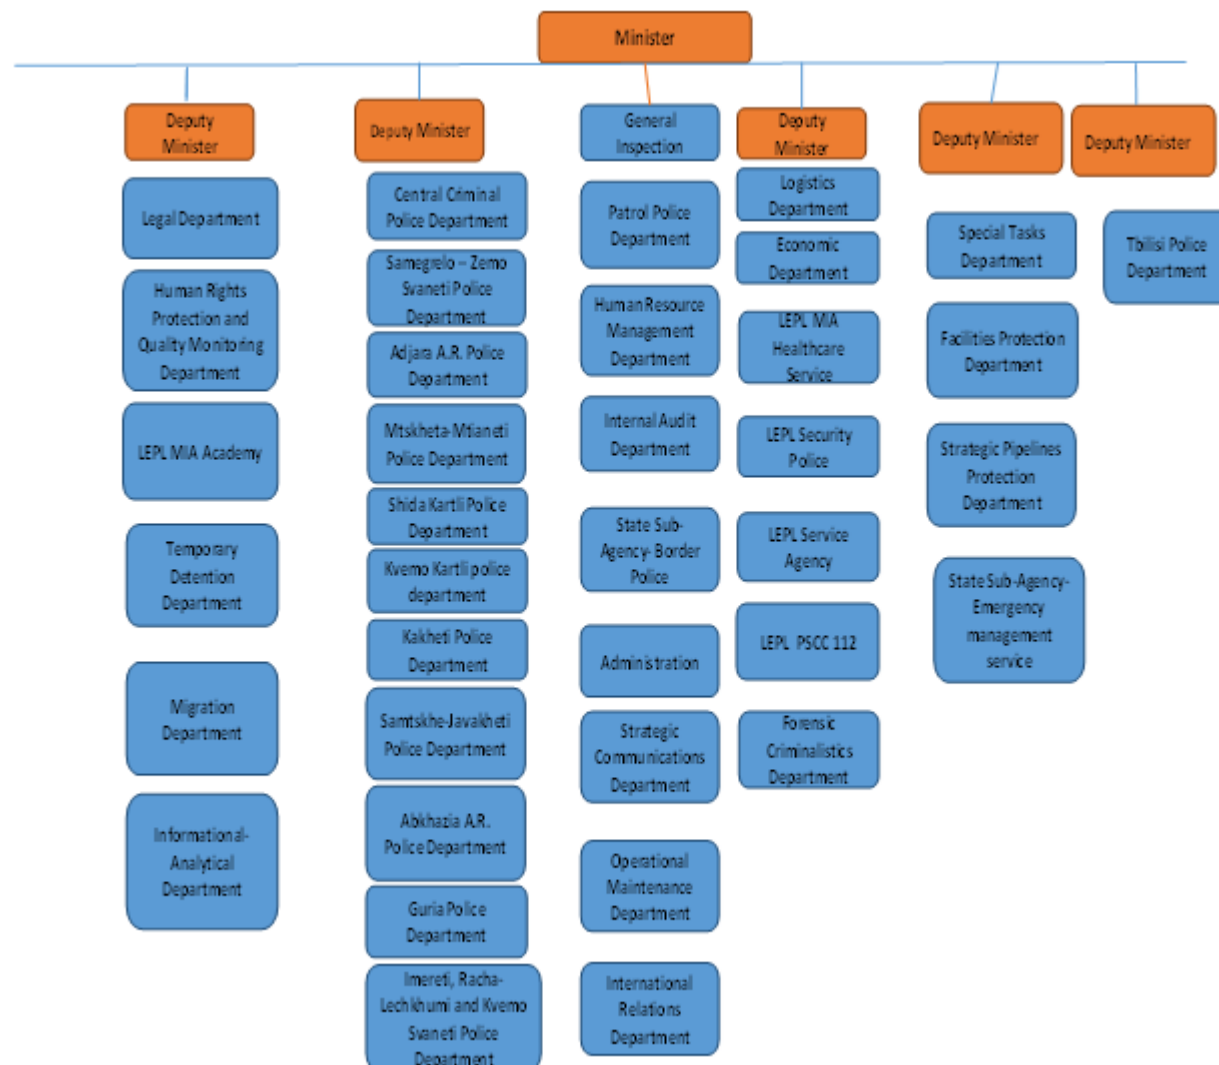 Minister
Deputy
Minister
Legal Department
Human Rights
Protection and
Quality Monitoring
Department
LEPL MIA Academy
Temporary
Detention
Department
Migration
Department
Informational-
Analytical
Department
Deputy Minister
Central Criminal
Police Department
Samegrelo – Zemo
Svaneti Police
Department
Adjara A.R. Police
Department
Mtskheta-Mtianeti
Police Department
Shida Kartli Police
Department
Kvemo Kartli police
department
Kakheti Police
Department
Samtskhe-Javakheti
Police Department
Abkhazia A.R.
Police Department
Guria Police
Department
Imereti, Racha-
Lechkhumi and Kvemo
Svaneti Police
Department
General
Inspection
Patrol Police
Department
Human Resource
Management
Department
Internal Audit
Department
State Sub-
Agency- Border
Police
Administration
Strategic
Communications
Department
Operational
Maintenance
Department
International
Relations
Department
Deputy
Minister
Logistics
Department
Economic
Department
LEPL MIA
Healthcare
Service
LEPL Security
Police
LEPL Service
Agency
LEPL PSCC 112
Forensic
Criminalistics
Department
Deputy Minister
Special Tasks
Department
Facilities Protection
Department
Strategic Pipelines
Protection
Department
State Sub-Agency-
Emergency
management
service
Deputy Minister
Tbilisi Police
Department